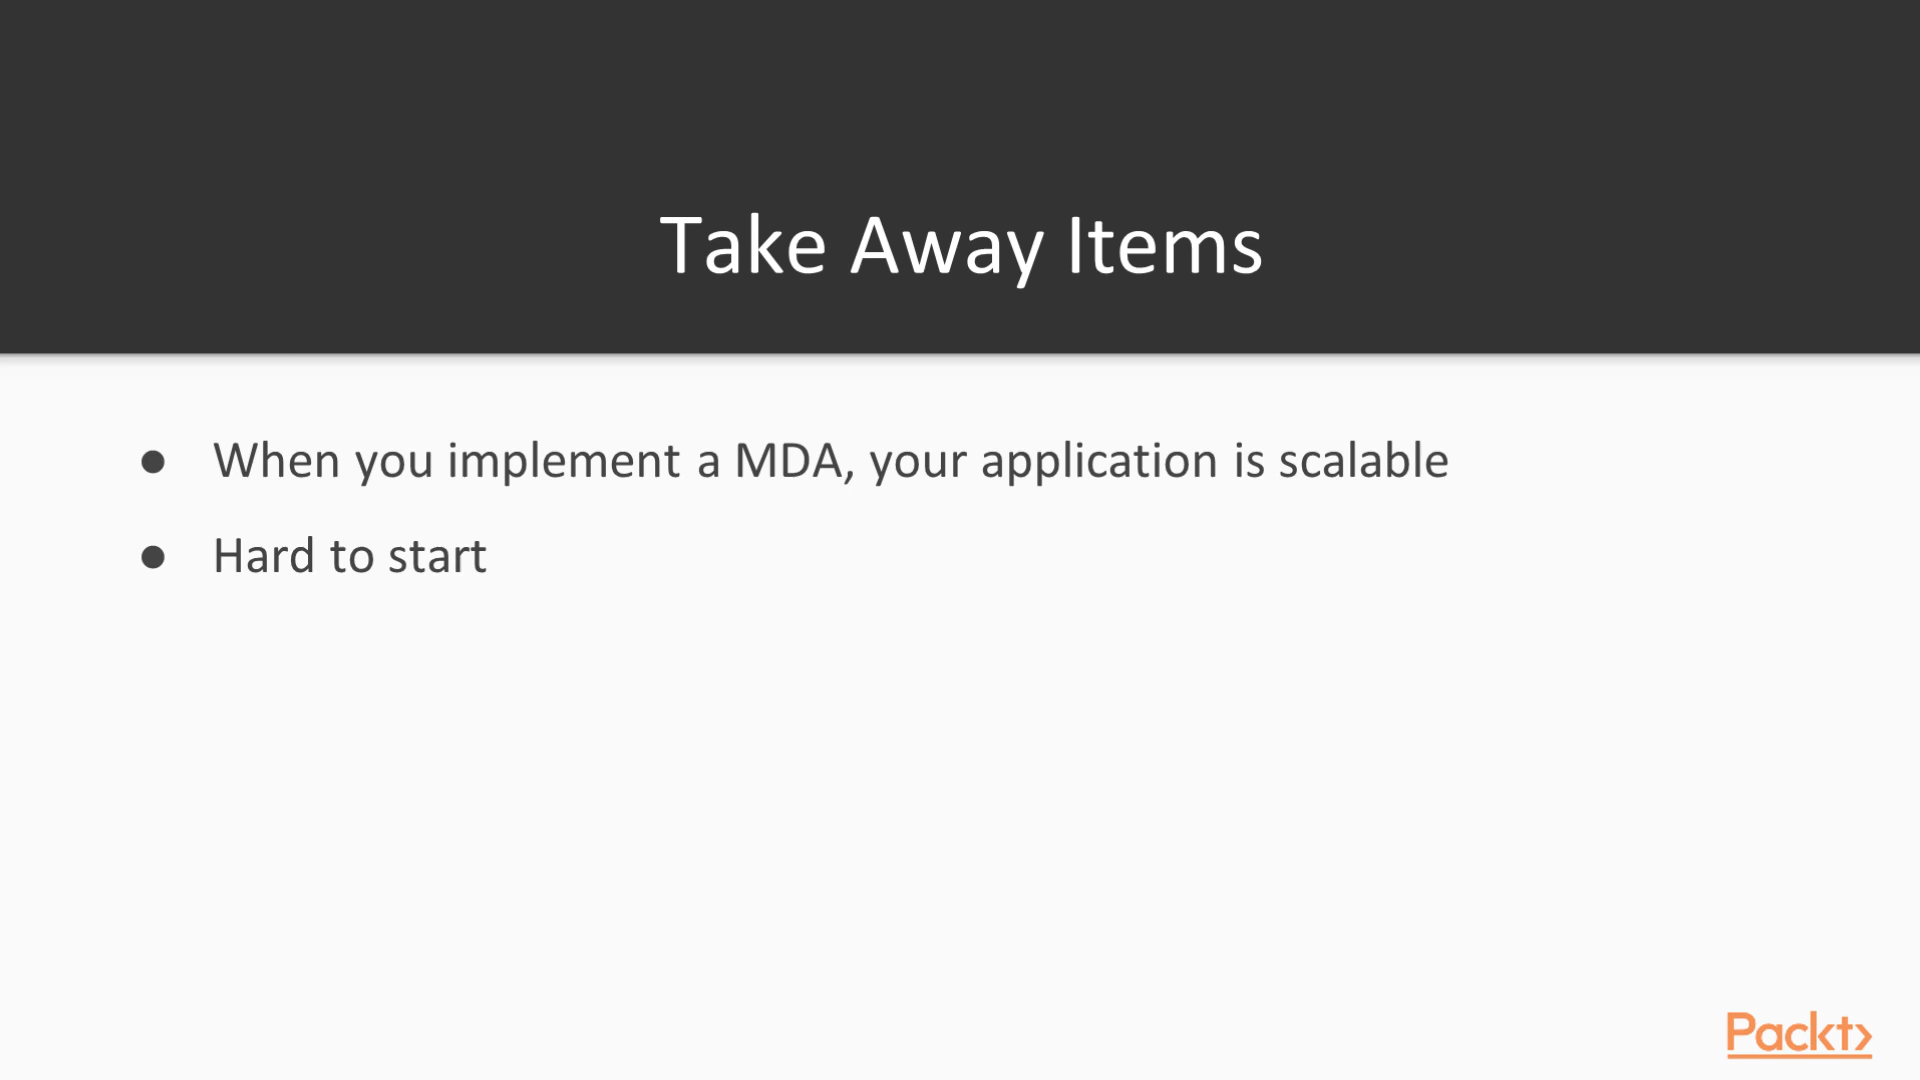 Take Away Items
● When you implement a MDA, your application is scalable
● Hard to start
Packt>